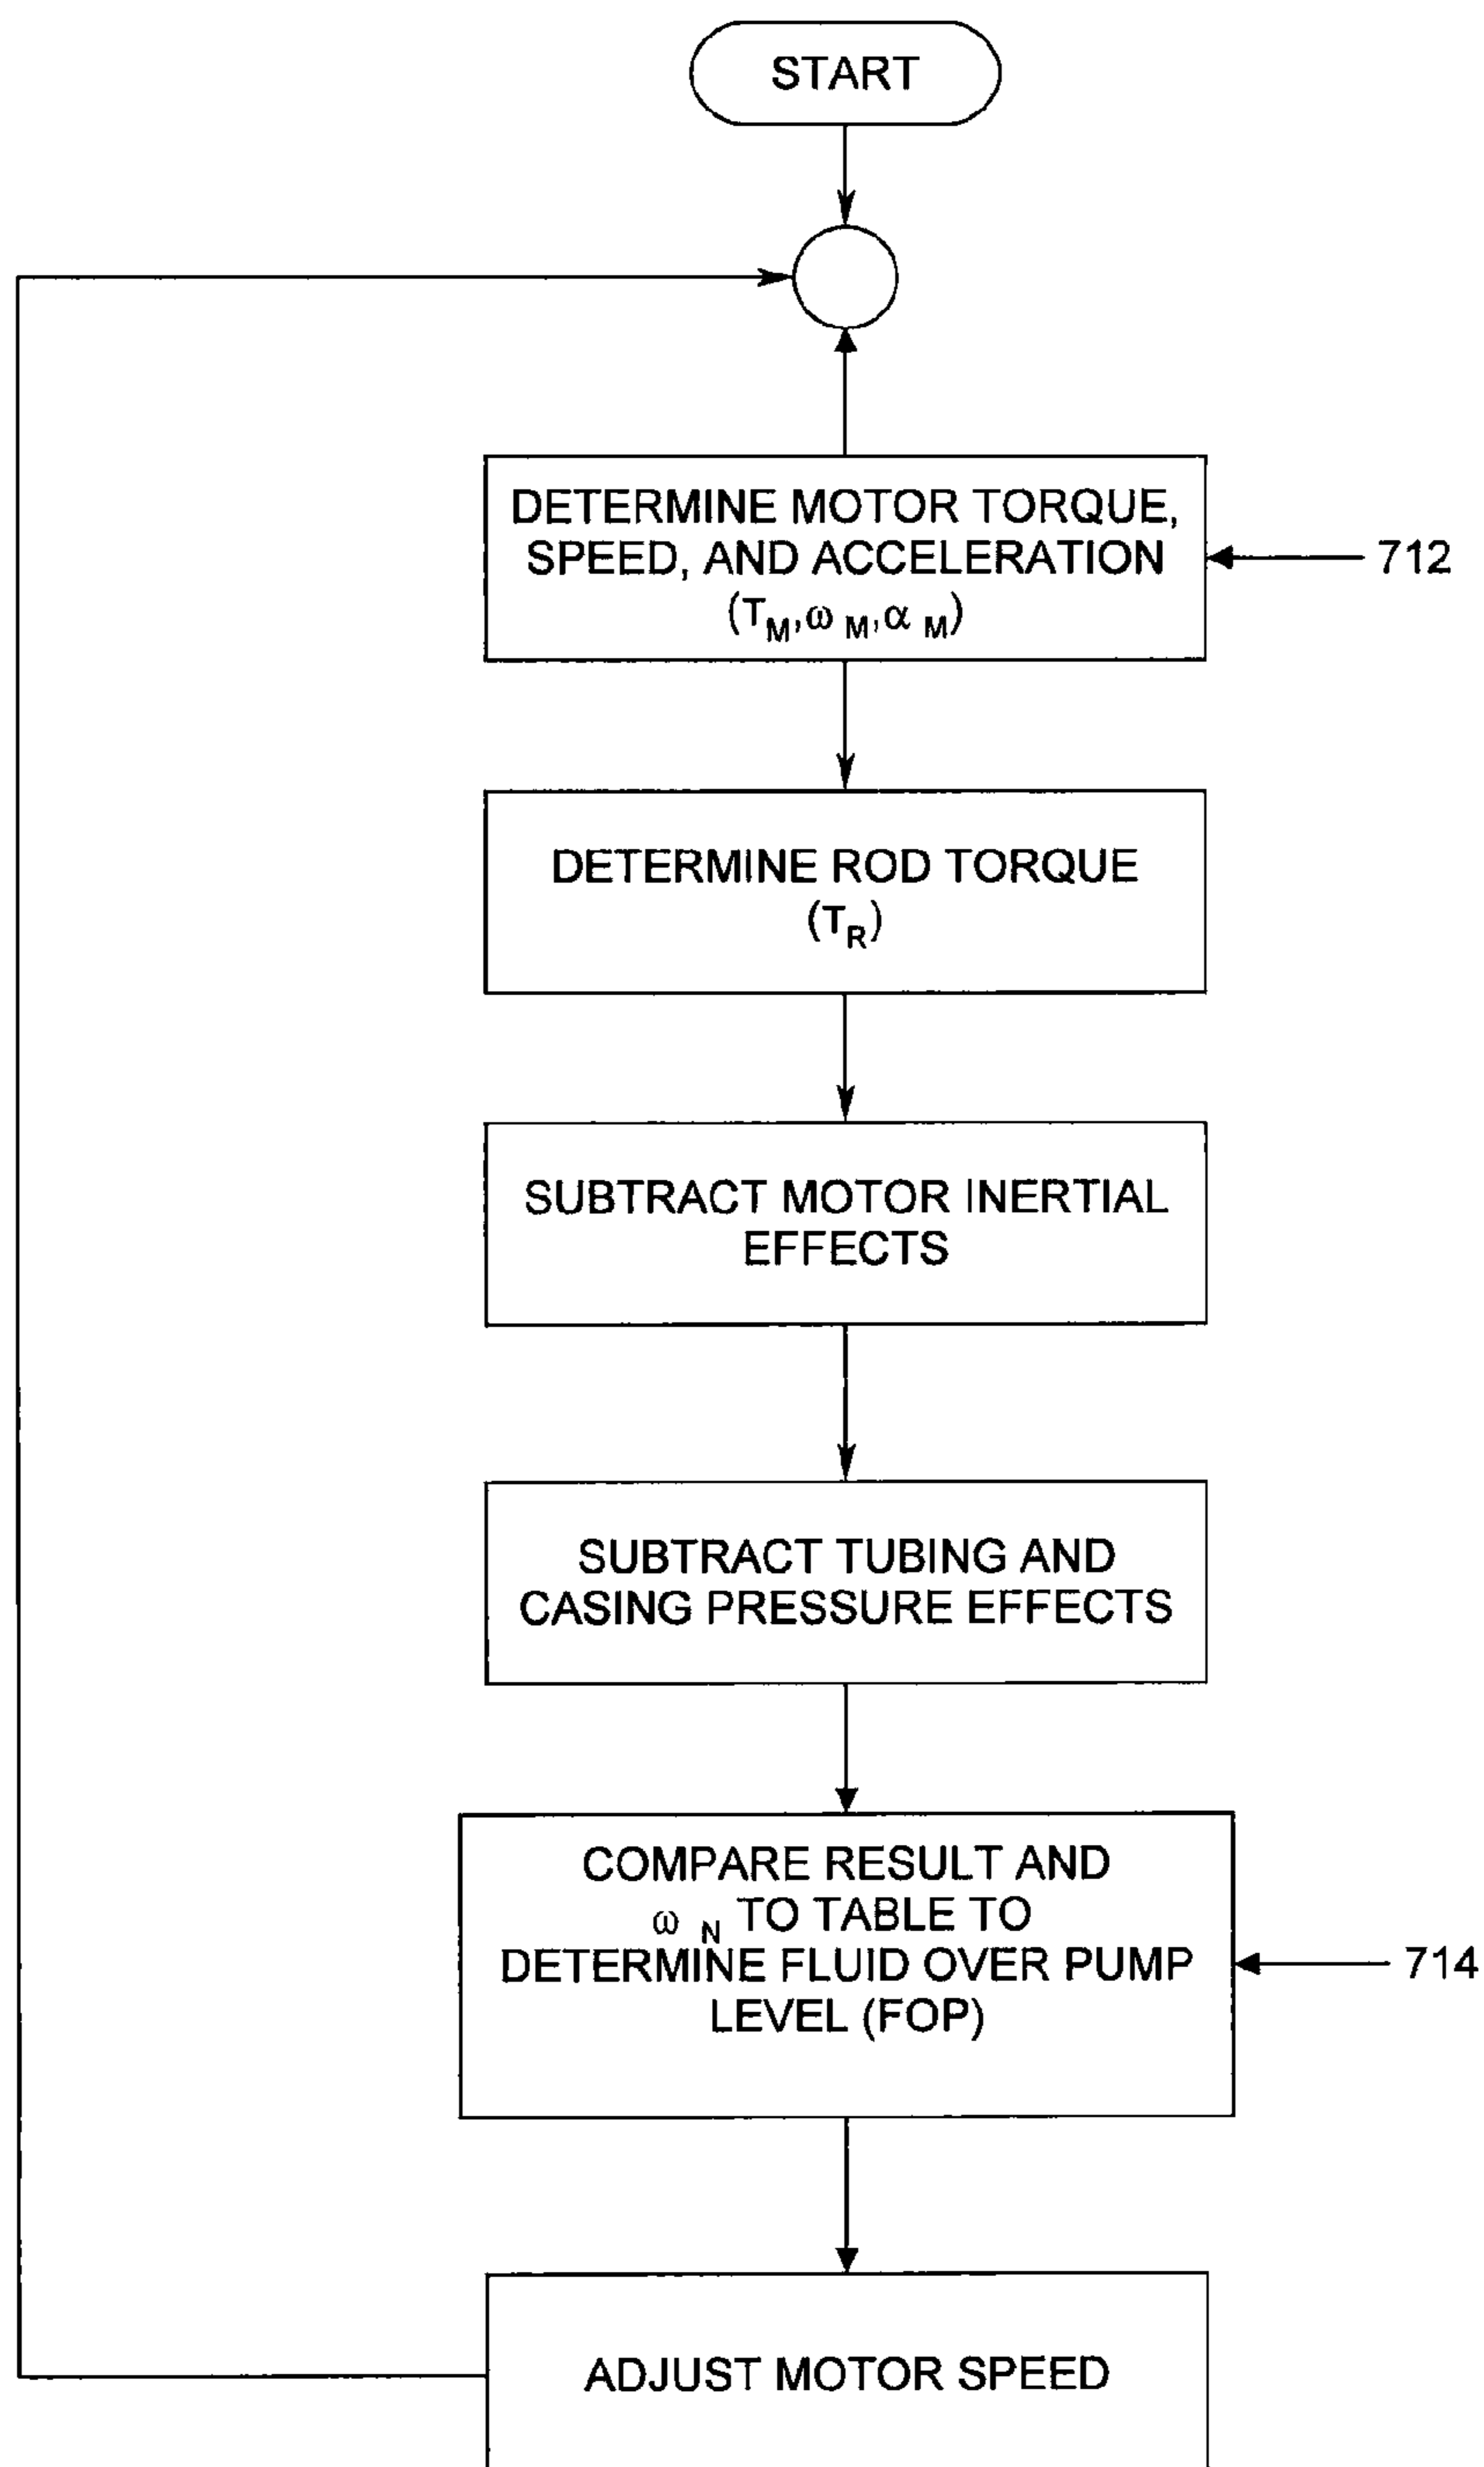 START
DETERMINE MOTOR TORQUE,
SPEED, AND ACCELERATION
(T_M, ω_M, α_M)
712
DETERMINE ROD TORQUE
(T_R)
SUBTRACT MOTOR INERTIAL
EFFECTS
SUBTRACT TUBING AND
CASING PRESSURE EFFECTS
COMPARE RESULT AND
ω_N TO TABLE TO
DETERMINE FLUID OVER PUMP
LEVEL (FOP)
714
ADJUST MOTOR SPEED